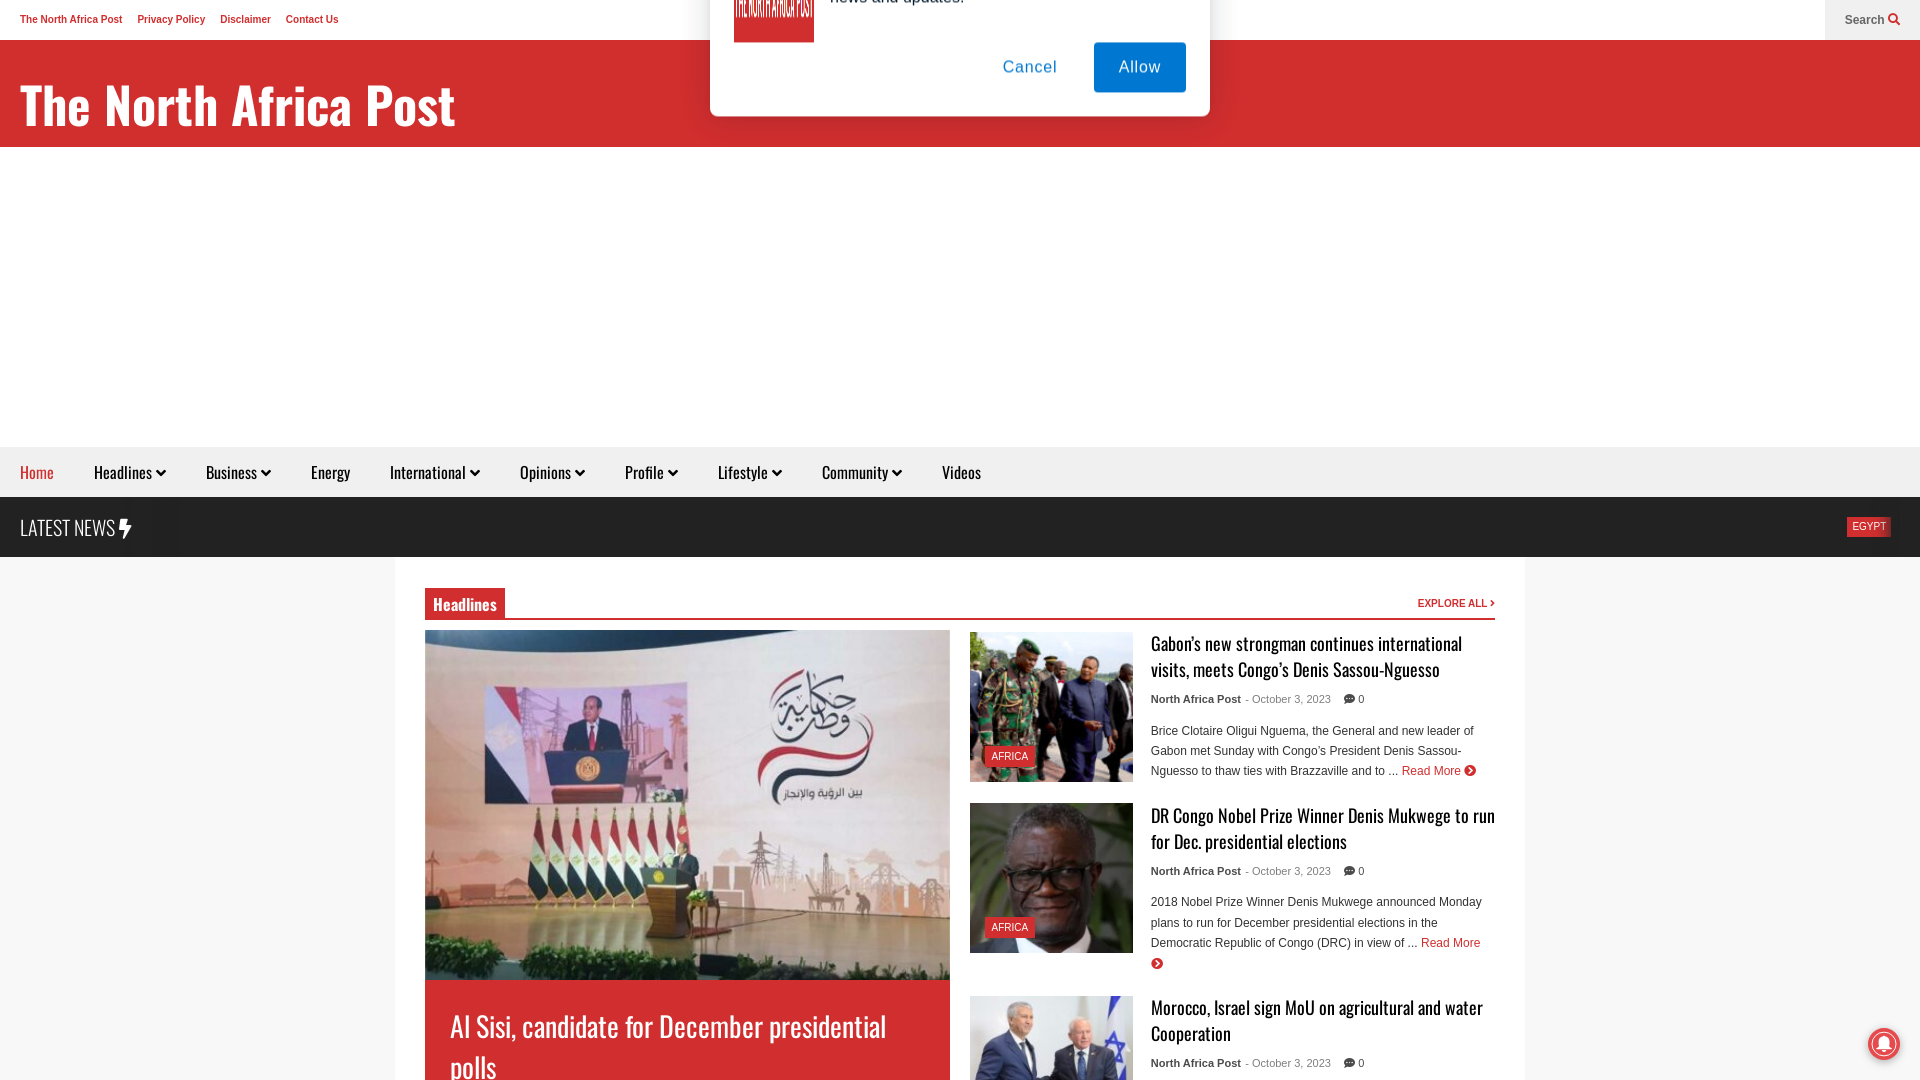 The North Africa Post
Privacy Policy
Disclaimer
Contact Us
Search
THE NORTH AFRICA POST
news and updates!
Cancel
Allow
The North Africa Post
Home
Headlines
Business
Energy
International
Opinions
Profile
Lifestyle
Community
Videos
LATEST NEWS
EGYPT
Headlines
EXPLORE ALL
حكاية
وطن
بين الرؤية والإنجاز
Al Sisi, candidate for December presidential
polls
AFRICA
Gabon’s new strongman continues international
visits, meets Congo’s Denis Sassou-Nguesso
North Africa Post - October 3, 2023 0
Brice Clotaire Oligui Nguema, the General and new leader of
Gabon met Sunday with Congo’s President Denis Sassou-
Nguesso to thaw ties with Brazzaville and to ... Read More
AFRICA
DR Congo Nobel Prize Winner Denis Mukwege to run
for Dec. presidential elections
North Africa Post - October 3, 2023 0
2018 Nobel Prize Winner Denis Mukwege announced Monday
plans to run for December presidential elections in the
Democratic Republic of Congo (DRC) in view of ... Read More
Morocco, Israel sign MoU on agricultural and water
Cooperation
North Africa Post - October 3, 2023 0